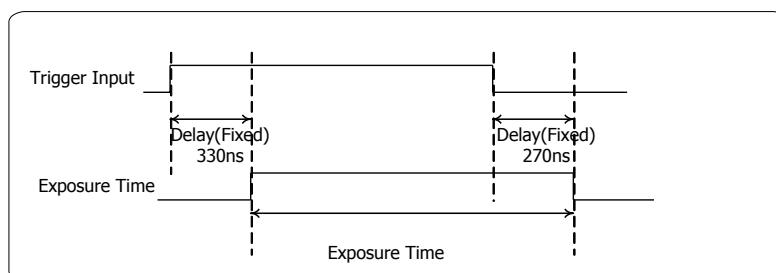 Trigger Input
Delay(Fixed)
330ns
Delay(Fixed)
270ns
Exposure Time
Exposure Time